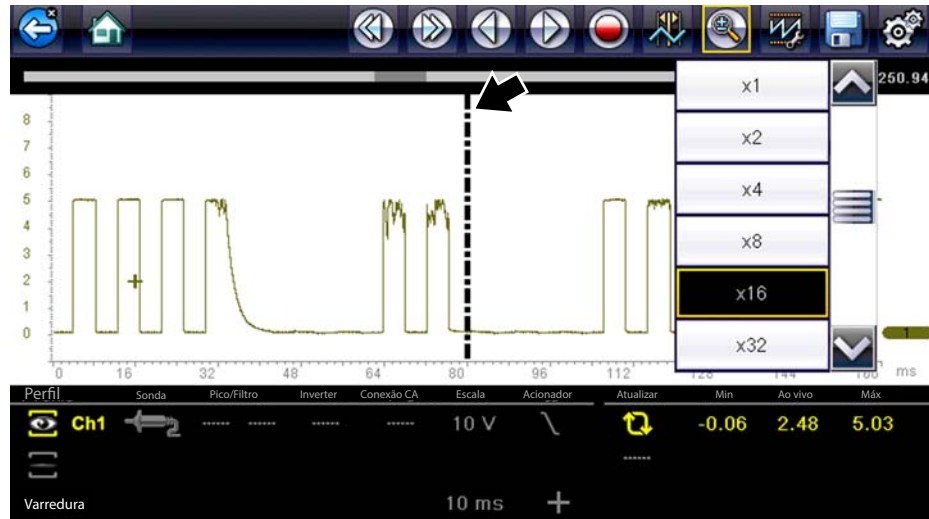 x1
250.94
x2
x4
x8
x16
x32
8
7
6
5
4
3
2
1
0
1
0 16 32 48 64 80 96 112 128 144 160 ms
Perfil Sonda Pico/Filtro Inverter Conexão CA Escala Acionador Atualizar Min Ao vivo Máx
Ch1 2 ------ ------ ------ ------ 10 V -0.06 2.48 5.03
------
Varredura 10 ms